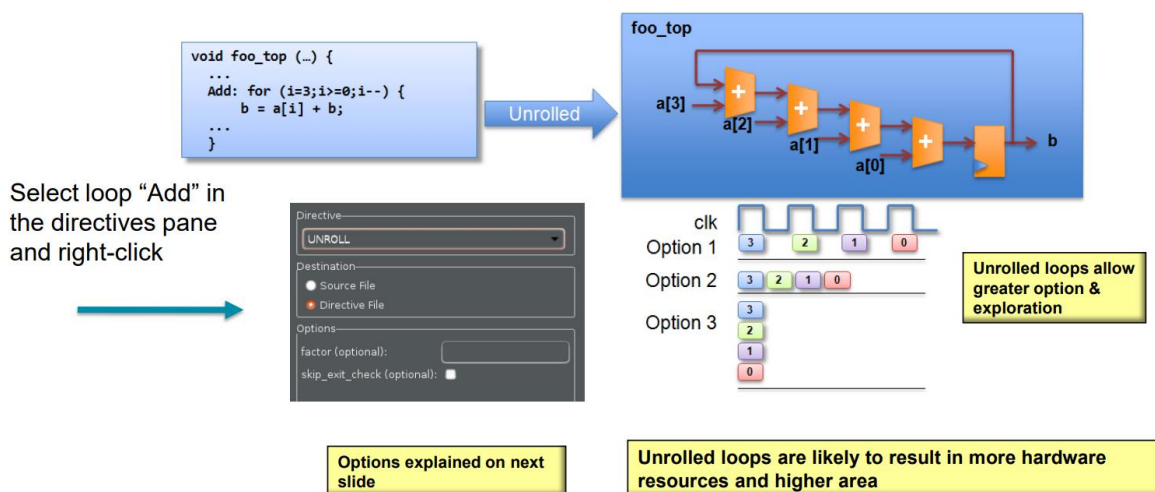 void foo_top (…) {
...
Add: for (i=3;i>=0;i--) {
b = a[i] + b;
...
}
Unrolled
foo_top
+
+
+
+
a[3]
a[2]
a[1]
a[0]
b
Select loop “Add” in
the directives pane
and right-click
Directive
UNROLL
Destination
Source File
Directive File
Options
factor (optional):
skip_exit_check (optional):
clk
Option 1
3 2 1 0
Option 2
3 2 1 0
Option 3
3
2
1
0
Unrolled loops allow
greater option &
exploration
Options explained on next
slide
Unrolled loops are likely to result in more hardware
resources and higher area